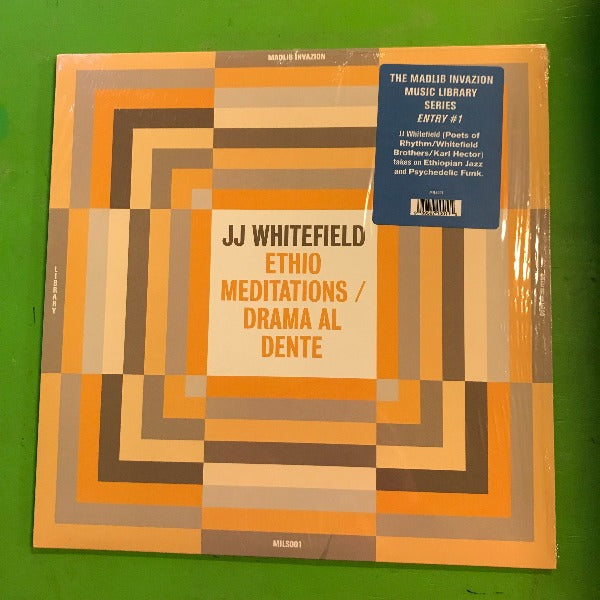 MADLIB INVAZION
THE MADLIB INVAZION
MUSIC LIBRARY
SERIES
ENTRY #1
JJ Whitefield (Poets of
Rhythm/Whitefield
Brothers/Karl Hector)
takes on Ethiopian Jazz
and Psychedelic Funk.
LIBRARY
JJ WHITEFIELD
ETHIO
MEDITATIONS /
DRAMA AL
DENTE
MILS001